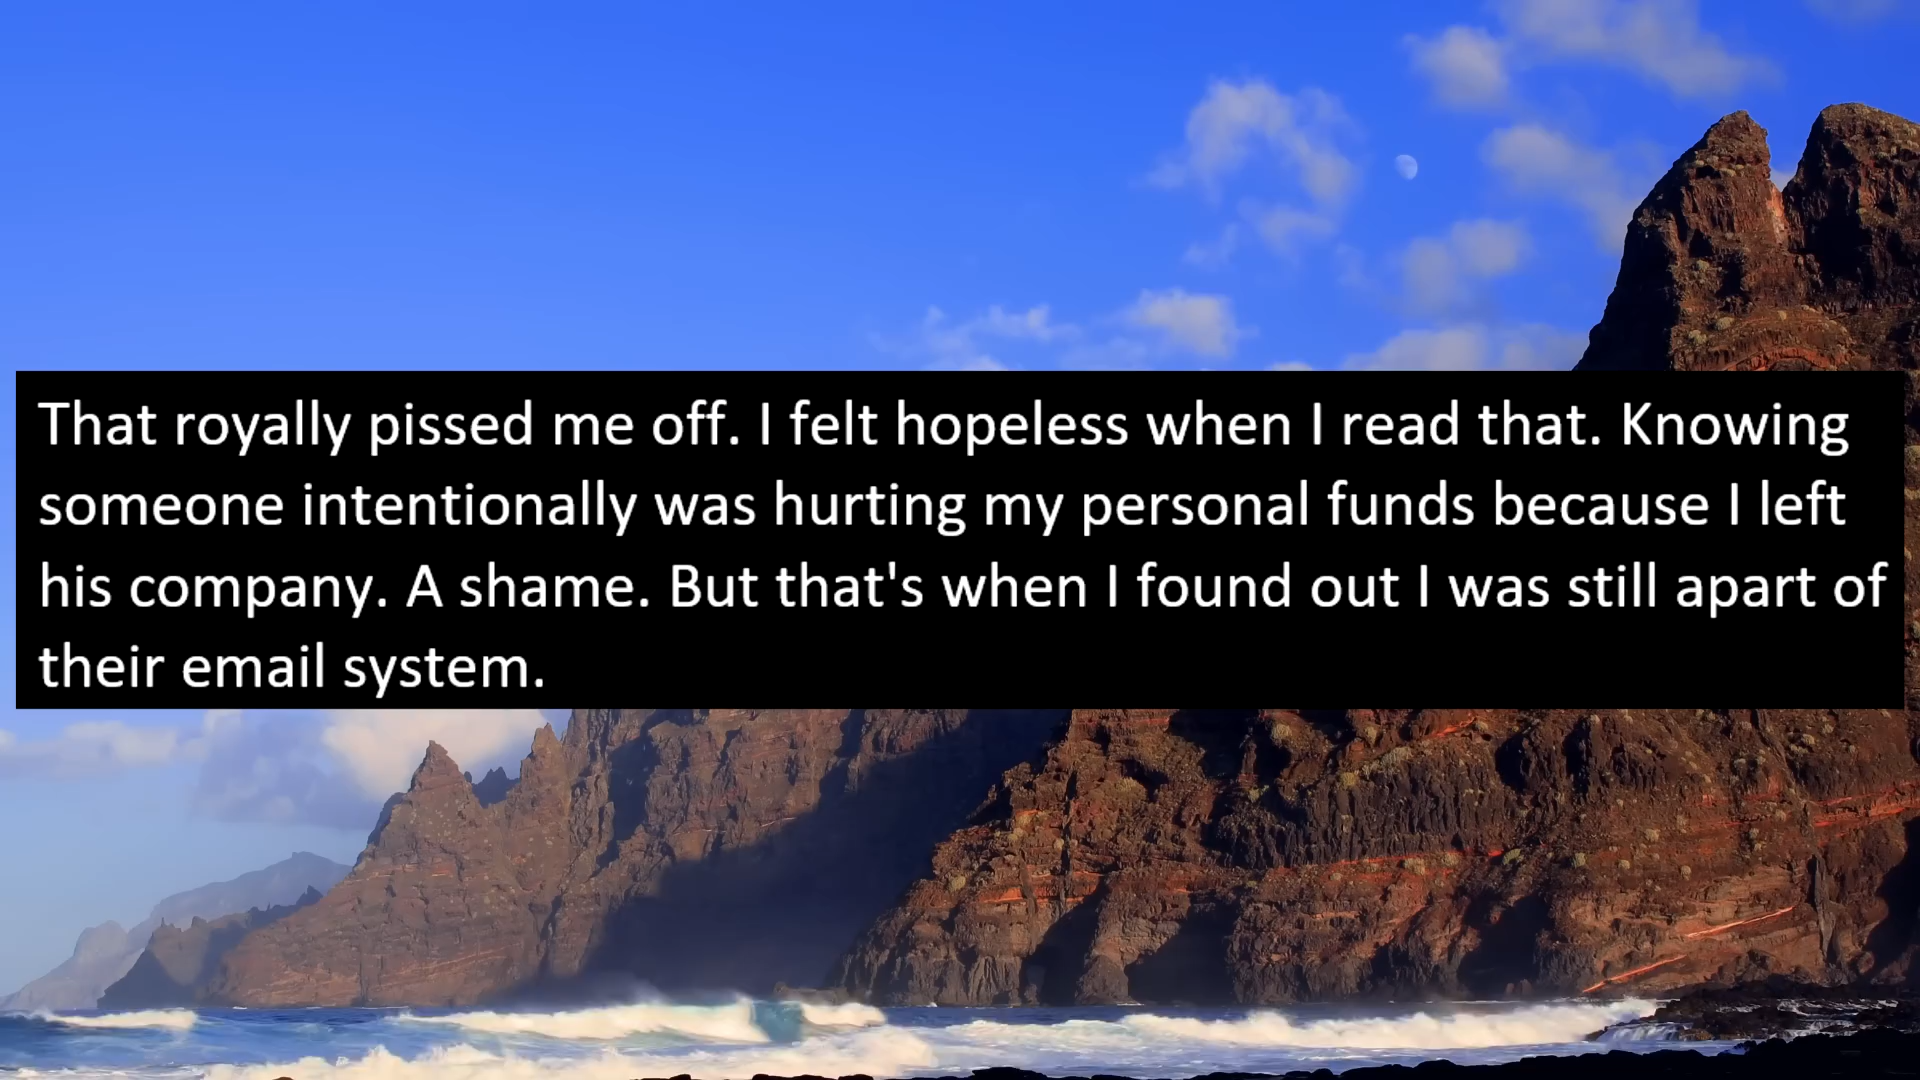 That royally pissed me off. I felt hopeless when I read that. Knowing
someone intentionally was hurting my personal funds because I left
his company. A shame. But that's when I found out I was still apart of
their email system.